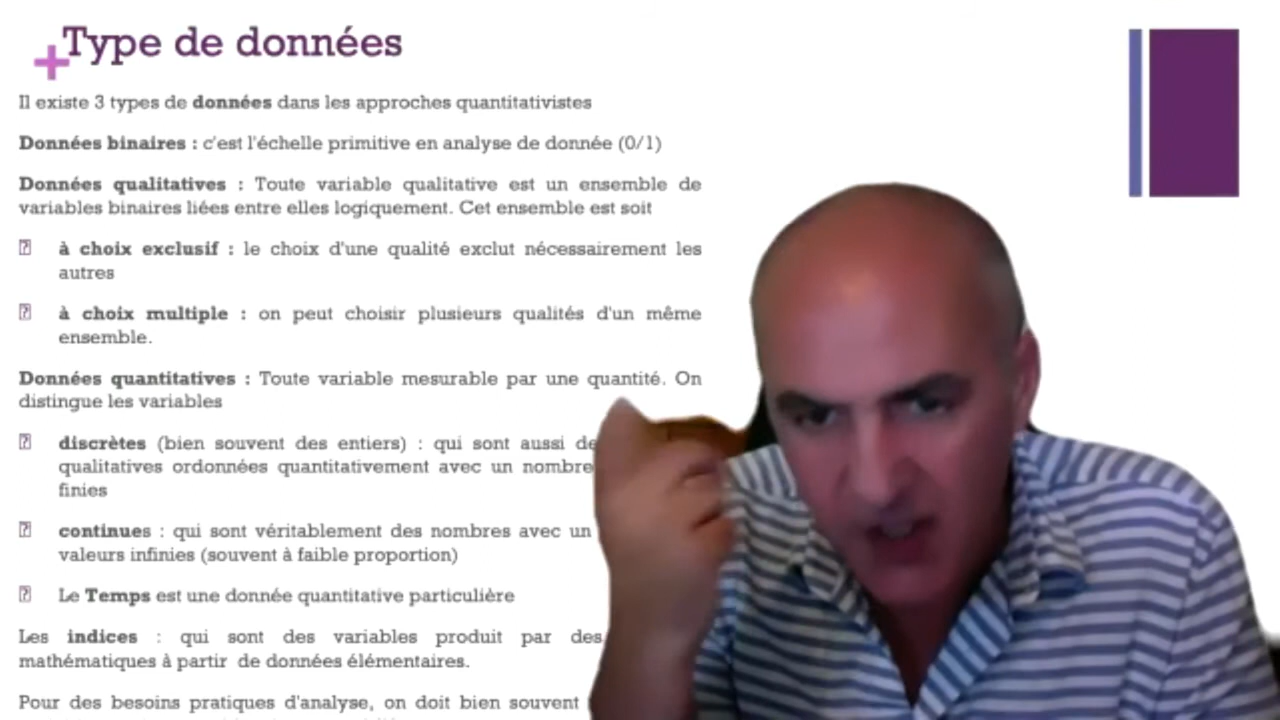 Type de données
Il existe 3 types de données dans les approches quantitativistes
Données binaires : c'est l'échelle primitive en analyse de donnée (0/1)
Données qualitatives : Toute variable qualitative est un ensemble de
variables binaires liées entre elles logiquement. Cet ensemble est soit
à choix exclusif : le choix d'une qualité exclut nécessairement les
autres
à choix multiple : on peut choisir plusieurs qualités d'un même
ensemble.
Données quantitatives : Toute variable mesurable par une quantité. On
distingue les variables
discrètes (bien souvent des entiers) : qui sont aussi de
qualitatives ordonnées quantitativement avec un nombre
finies
continues : qui sont véritablement des nombres avec un
valeurs infinies (souvent à faible proportion)
Le Temps est une donnée quantitative particulière
Les indices : qui sont des variables produit par des
mathématiques à partir de données élémentaires.
Pour des besoins pratiques d'analyse, on doit bien souvent